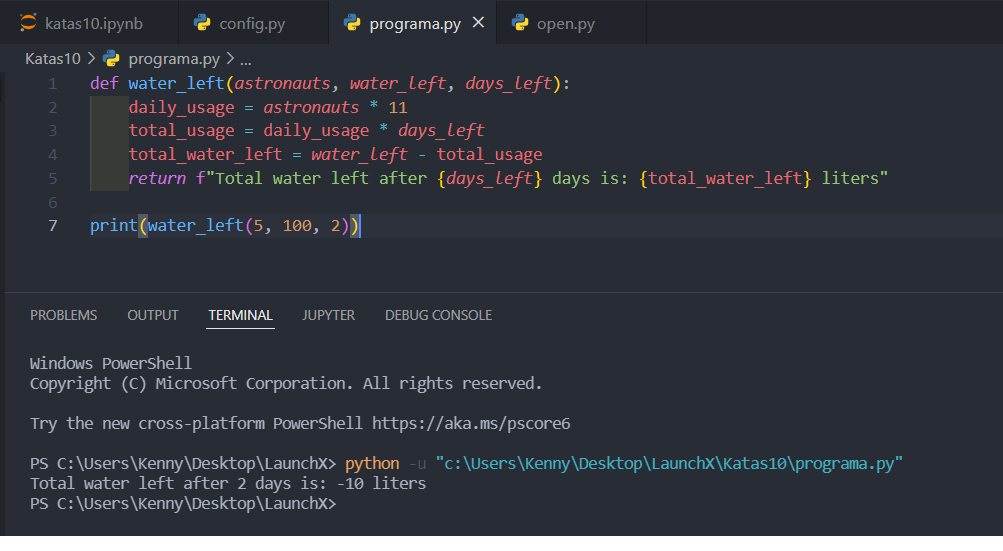 katas10.ipynb config.py programa.py × open.py
Katas10 > programa.py > ...
1 def water_left(astronauts, water_left, days_left):
2     daily_usage = astronauts * 11
3     total_usage = daily_usage * days_left
4     total_water_left = water_left - total_usage
5     return f"Total water left after {days_left} days is: {total_water_left} liters"
6
7 print(water_left(5, 100, 2))
PROBLEMS OUTPUT TERMINAL JUPYTER DEBUG CONSOLE
Windows PowerShell
Copyright (C) Microsoft Corporation. All rights reserved.
Try the new cross-platform PowerShell https://aka.ms/pscore6
PS C:\Users\Kenny\Desktop\LaunchX> python -u "c:\Users\Kenny\Desktop\LaunchX\Katas10\programa.py"
Total water left after 2 days is: -10 liters
PS C:\Users\Kenny\Desktop\LaunchX>